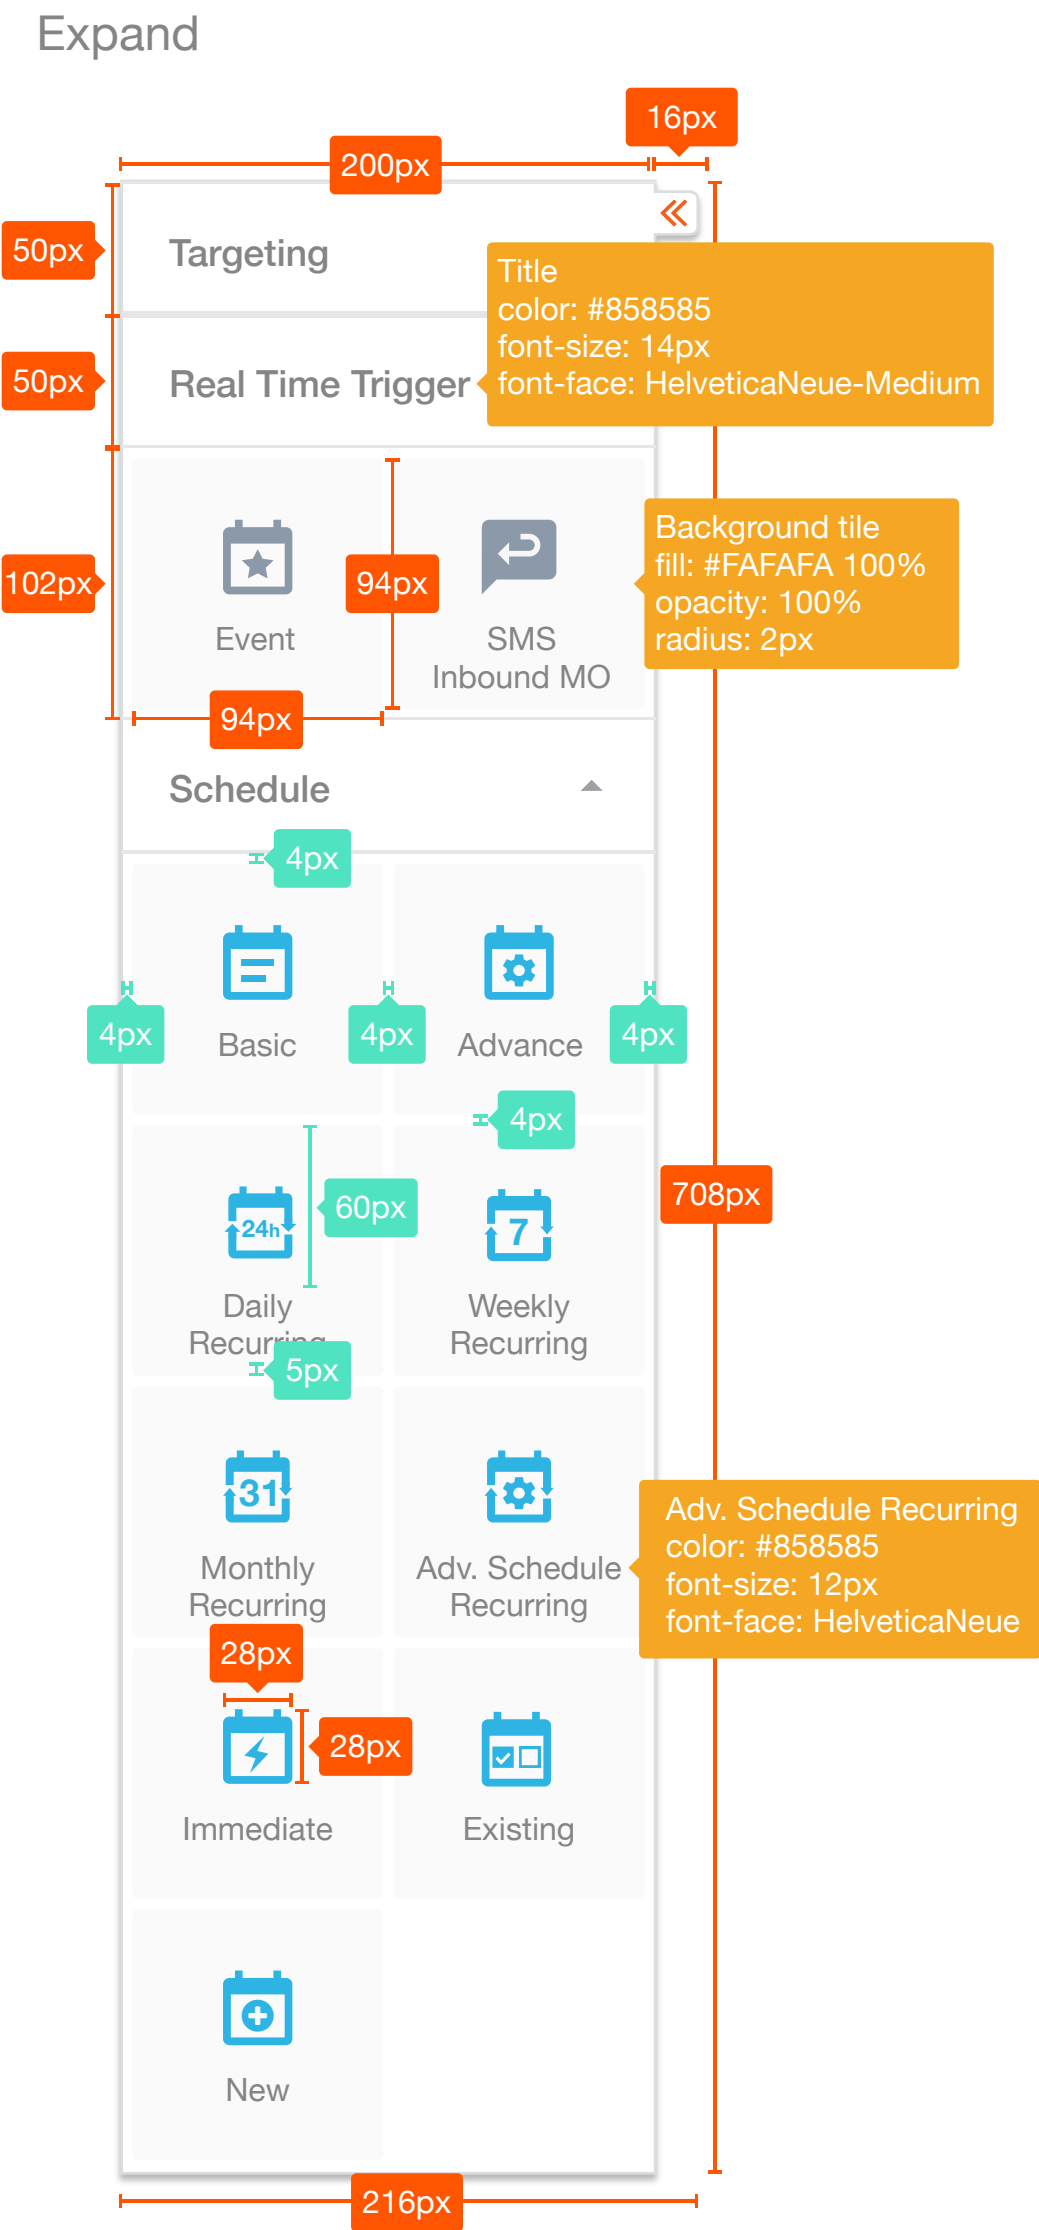 Expand
16px
200px
50px
Targeting
Title
color: #858585
font-size: 14px
font-face: HelveticaNeue-Medium
50px
Real Time Trigger
102px
94px
Event
SMS
Inbound MO
Background tile
fill: #FAFAFA 100%
opacity: 100%
radius: 2px
94px
Schedule
4px
4px
Basic
4px
Advance
4px
4px
708px
24h
60px
7
Daily
Recurring
Weekly
Recurring
5px
31
Monthly
Recurring
Adv. Schedule
Recurring
Adv. Schedule Recurring
color: #858585
font-size: 12px
font-face: HelveticaNeue
28px
28px
Immediate
Existing
New
216px